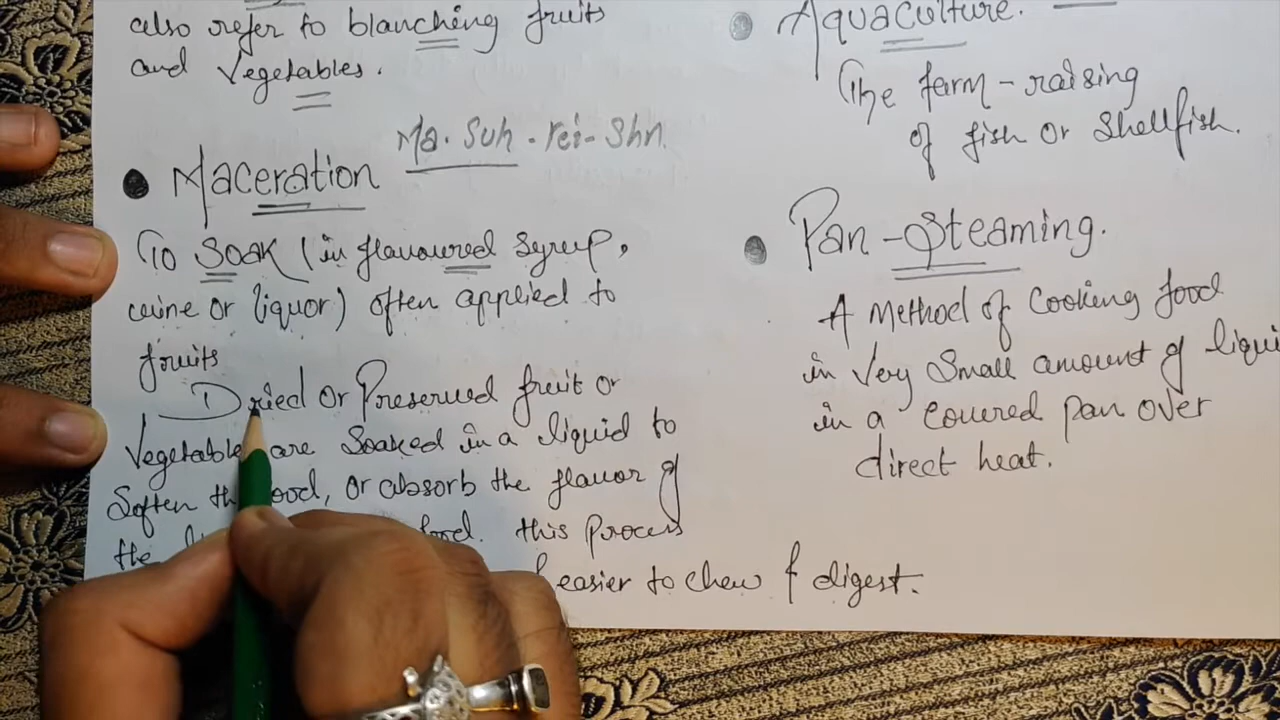 also refer to blanching fruits
and Vegetables.
Ma. Suh - rei - Shn.
Maceration
To SOAK (in flavoured Syrup,
wine or liquor) often applied to
fruits
Dried or Preserved fruit or
Vegetable are Soaked in a liquid to
Soften the food, or absorb the flavor of
the food. this Process
easier to chew & digest.
Aquaculture.
The farm-raising
of fish or Shellfish.
Pan-Steaming.
A Method of Cooking food
in Very Small amount of liqui
in a Covered pan over
direct heat.